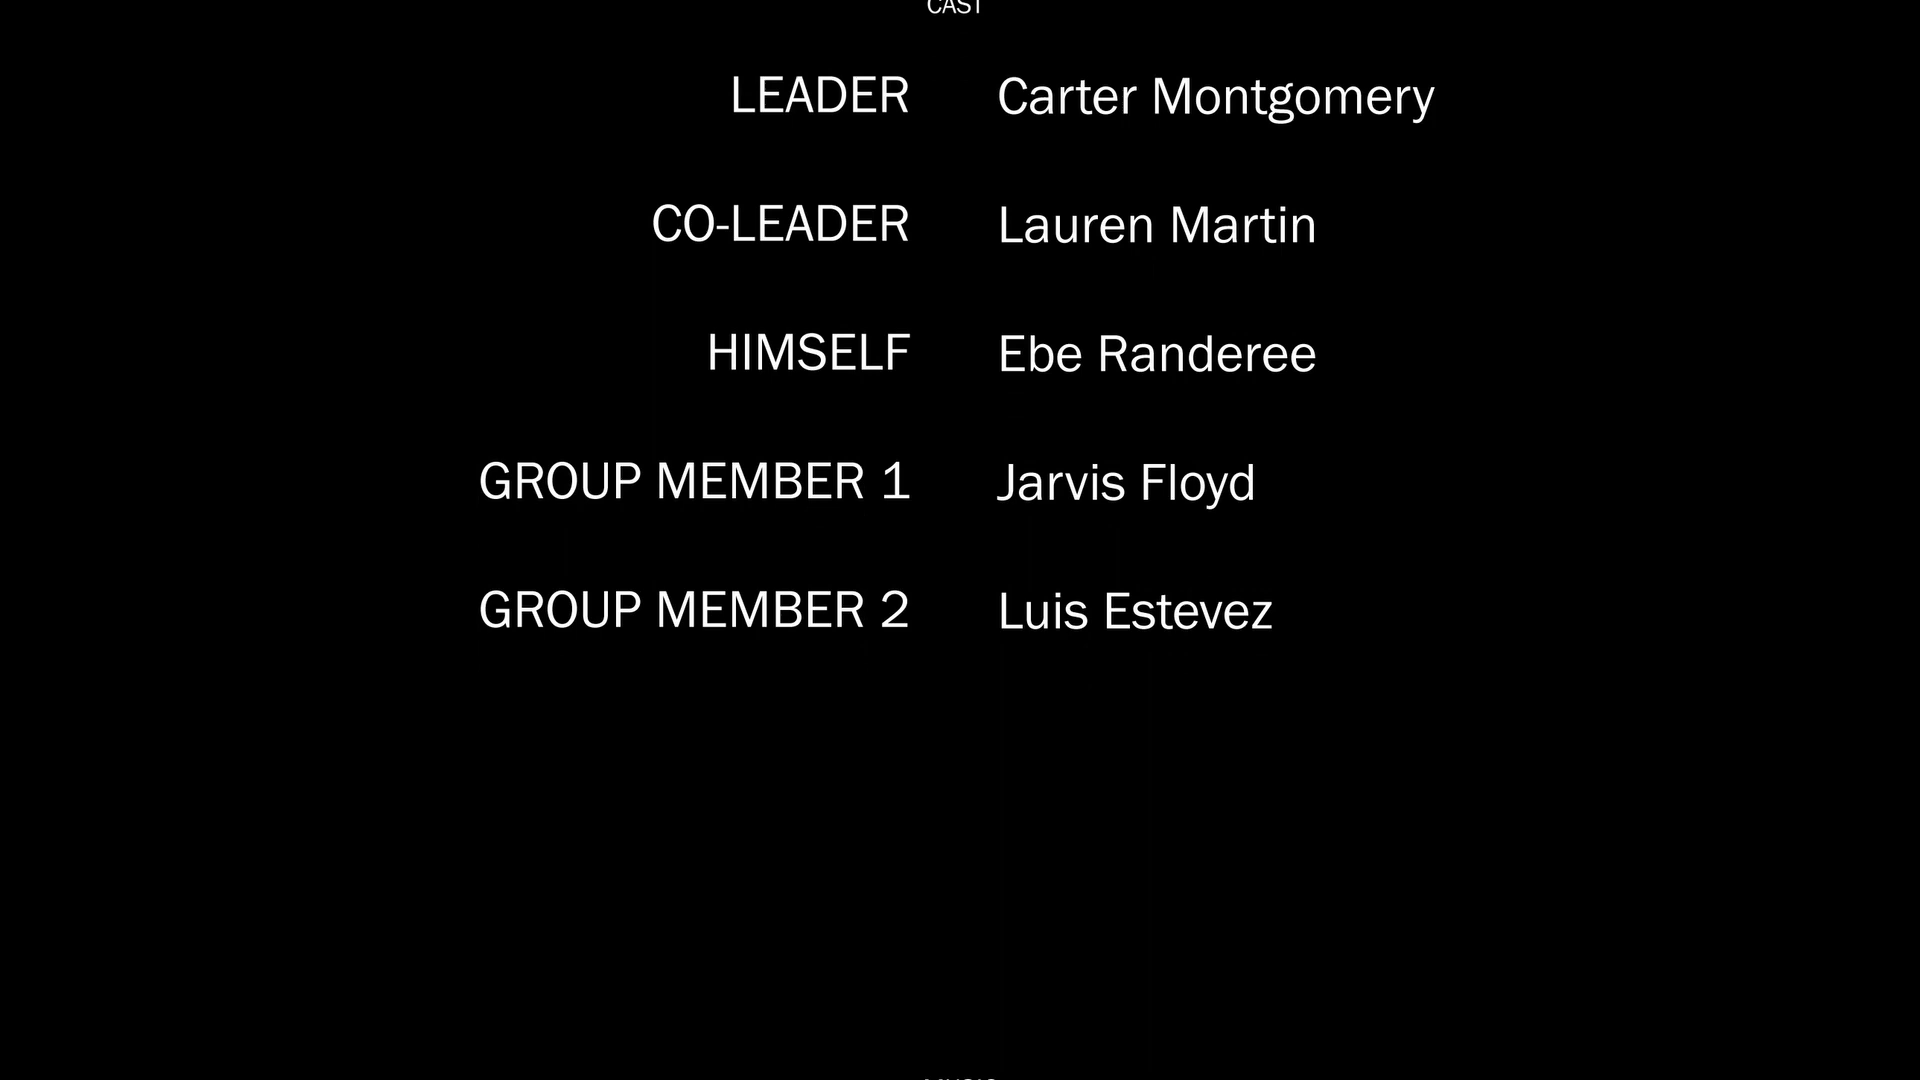 CAST
LEADER Carter Montgomery
CO-LEADER Lauren Martin
HIMSELF Ebe Randeree
GROUP MEMBER 1 Jarvis Floyd
GROUP MEMBER 2 Luis Estevez